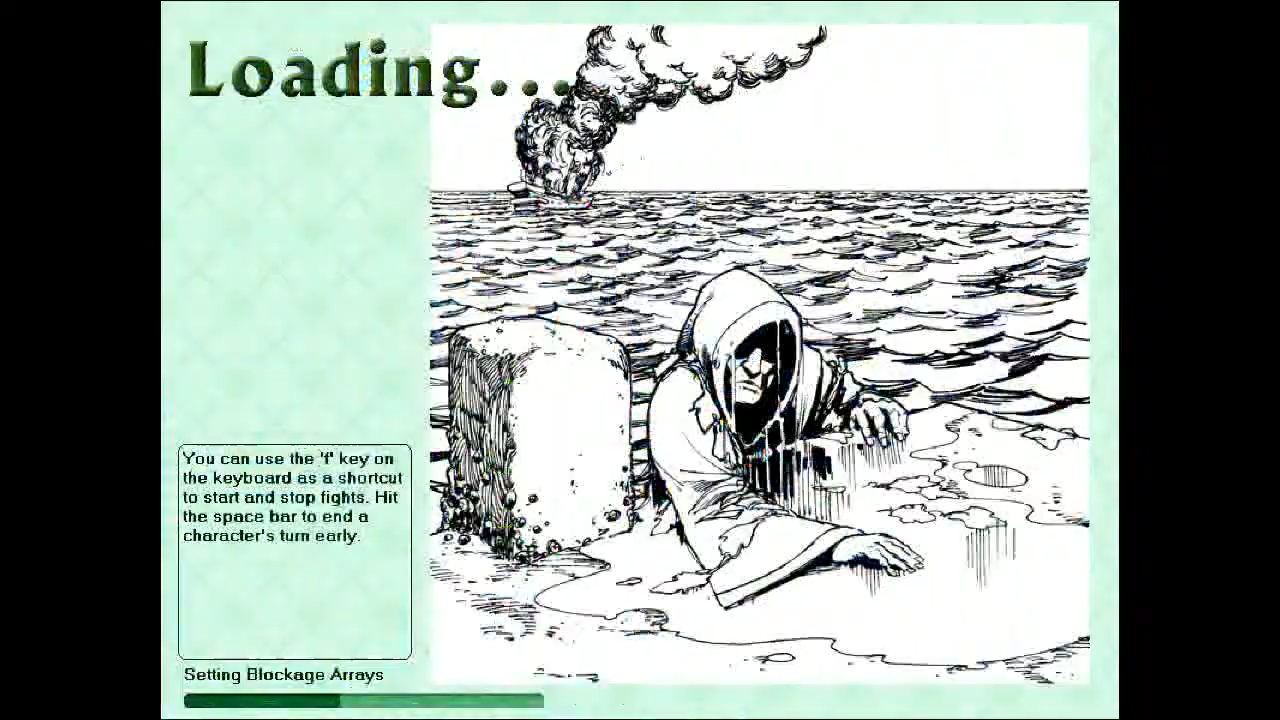 Loading...
You can use the 'f' key on
the keyboard as a shortcut
to start and stop fights. Hit
the space bar to end a
character's turn early.
Setting Blockage Arrays